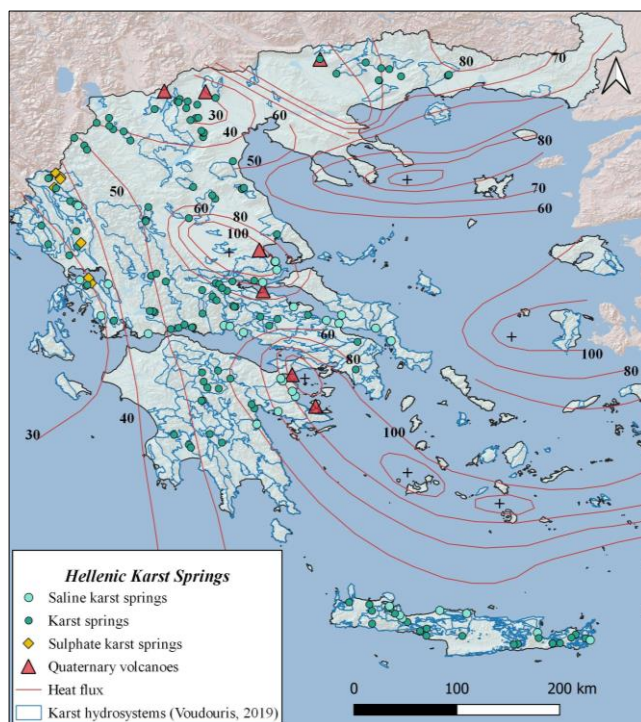 80
70
30
60
40
80
50
70
50
60
60
80
100
60
80
100
80
100
40
30
Hellenic Karst Springs
Saline karst springs
Karst springs
Sulphate karst springs
Quaternary volcanoes
Heat flux
Karst hydrosystems (Voudouris, 2019)
0 100 200 km